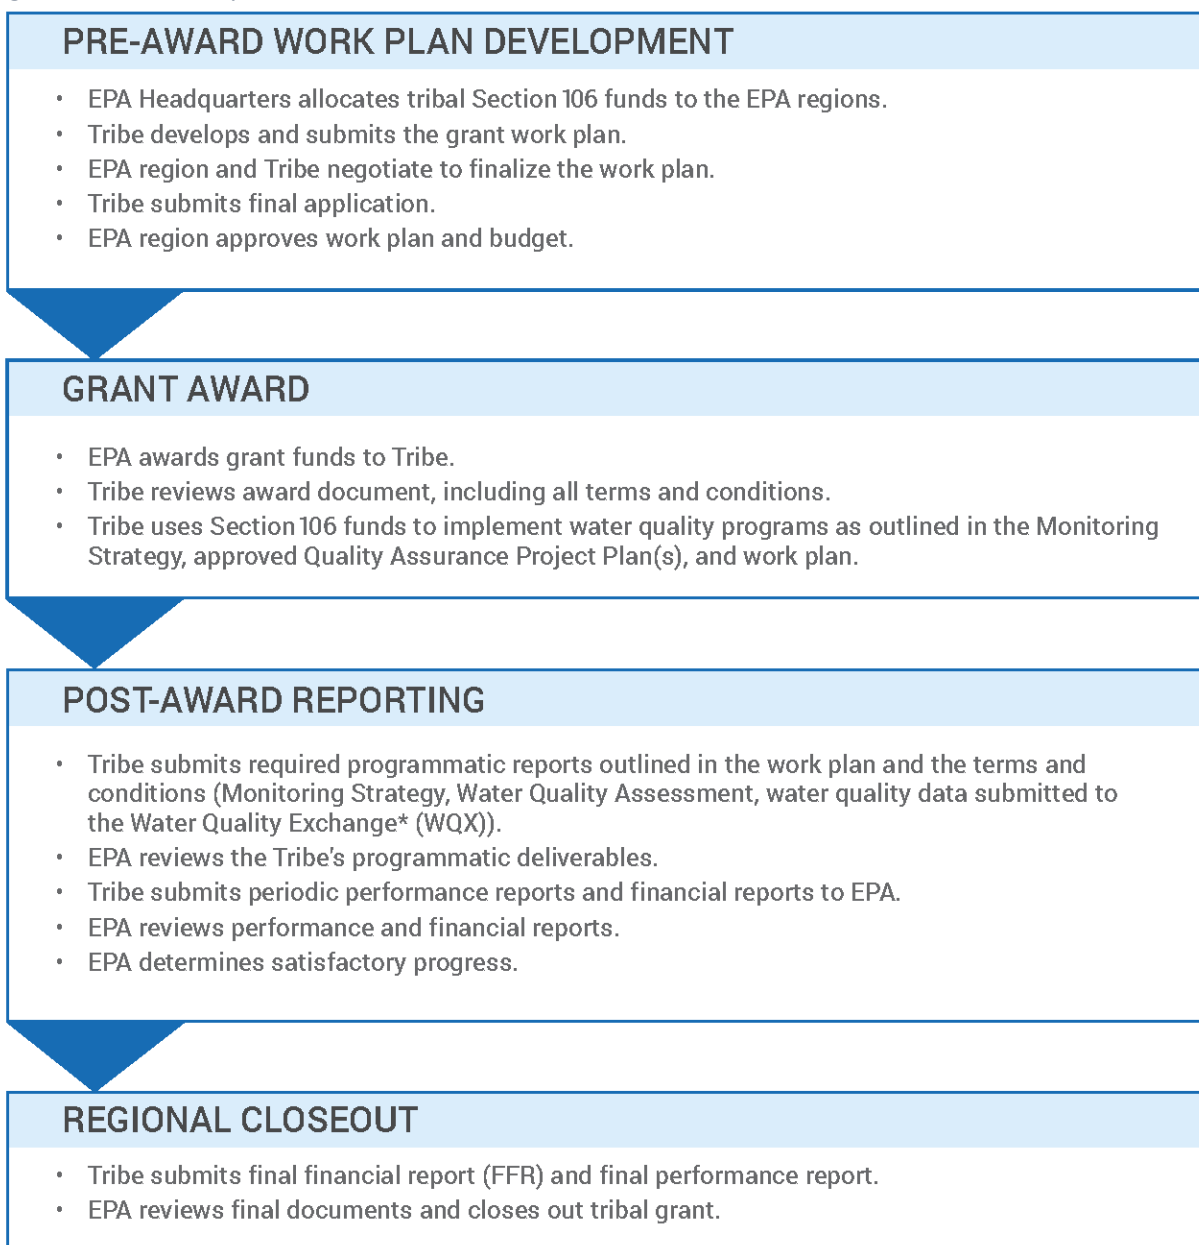 PRE-AWARD WORK PLAN DEVELOPMENT
• EPA Headquarters allocates tribal Section 106 funds to the EPA regions.
• Tribe develops and submits the grant work plan.
• EPA region and Tribe negotiate to finalize the work plan.
• Tribe submits final application.
• EPA region approves work plan and budget.
GRANT AWARD
• EPA awards grant funds to Tribe.
• Tribe reviews award document, including all terms and conditions.
• Tribe uses Section 106 funds to implement water quality programs as outlined in the Monitoring
Strategy, approved Quality Assurance Project Plan(s), and work plan.
POST-AWARD REPORTING
• Tribe submits required programmatic reports outlined in the work plan and the terms and
conditions (Monitoring Strategy, Water Quality Assessment, water quality data submitted to
the Water Quality Exchange* (WQX)).
• EPA reviews the Tribe's programmatic deliverables.
• Tribe submits periodic performance reports and financial reports to EPA.
• EPA reviews performance and financial reports.
• EPA determines satisfactory progress.
REGIONAL CLOSEOUT
• Tribe submits final financial report (FFR) and final performance report.
• EPA reviews final documents and closes out tribal grant.